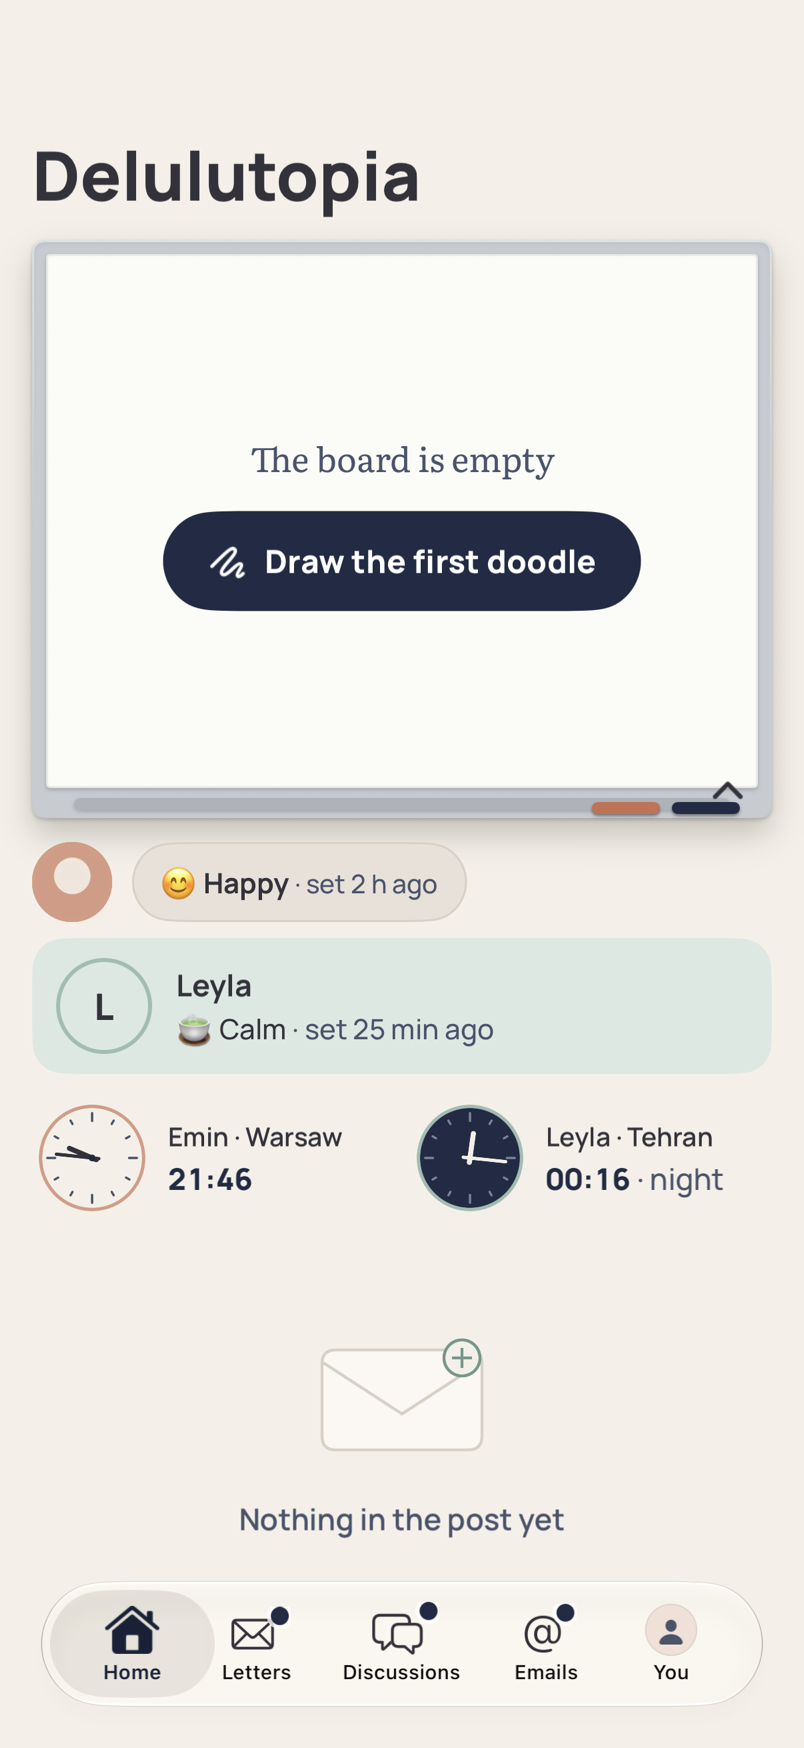 Delulutopia
The board is empty
Draw the first doodle
😊 Happy · set 2 h ago
L
Leyla
🍵 Calm · set 25 min ago
Emin · Warsaw
21:46
Leyla · Tehran
00:16 · night
Nothing in the post yet
Home
Letters
Discussions
Emails
You